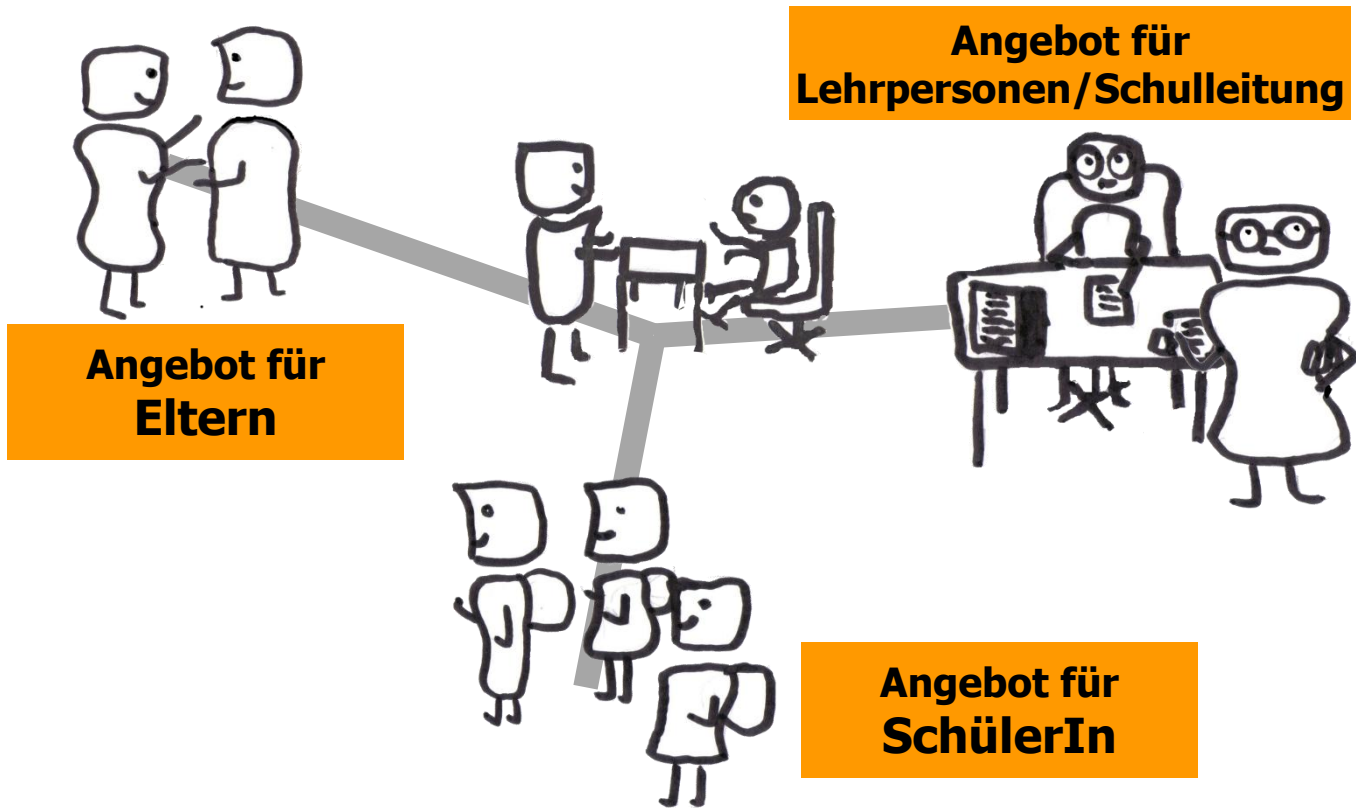 Angebot für
Lehrpersonen/Schulleitung
Angebot für
Eltern
Angebot für
SchülerIn